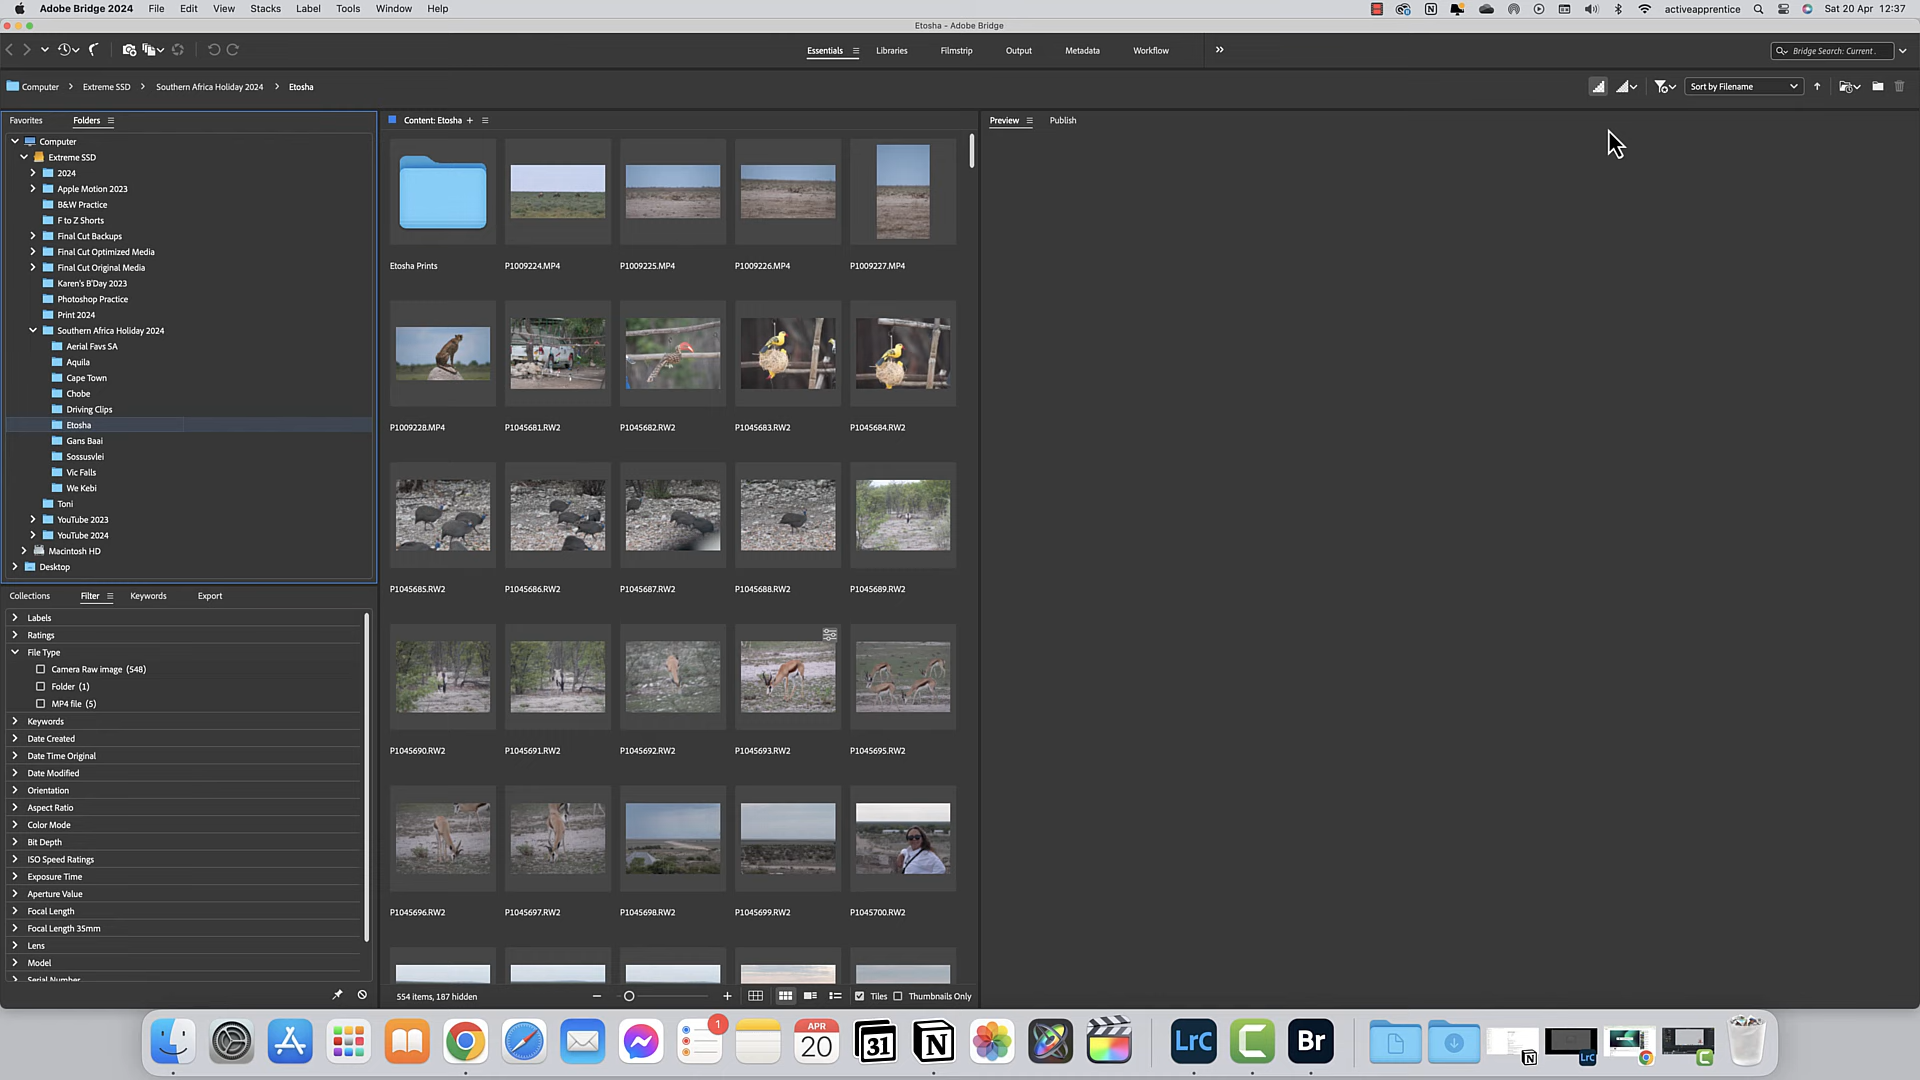 Adobe Bridge 2024 File Edit View Stacks Label Tools Window Help
activeapprentice Sat 20 Apr 12:37
Etosha - Adobe Bridge
Essentials Libraries Filmstrip Output Metadata Workflow
Bridge Search: Current
Computer Extreme SSD Southern Africa Holiday 2024 Etosha
Sort by Filename
Favorites Folders
Computer
Extreme SSD
2024
Apple Motion 2023
B&W Practice
F to Z Shorts
Final Cut Backups
Final Cut Optimized Media
Final Cut Original Media
Karen's B'Day 2023
Photoshop Practice
Print 2024
Southern Africa Holiday 2024
Aerial Favs SA
Aquila
Cape Town
Chobe
Driving Clips
Etosha
Gans Baai
Sossusvlei
Vic Falls
We Kebi
Toni
YouTube 2023
YouTube 2024
Macintosh HD
Desktop
Collections Filter Keywords Export
Labels
Ratings
File Type
Camera Raw image (548)
Folder (1)
MP4 file (5)
Keywords
Date Created
Date Time Original
Date Modified
Orientation
Aspect Ratio
Color Mode
Bit Depth
ISO Speed Ratings
Exposure Time
Aperture Value
Focal Length
Focal Length 35mm
Lens
Model
Serial Number
Content: Etosha
Etosha Prints P1009224.MP4 P1009225.MP4 P1009226.MP4 P1009227.MP4
P1009228.MP4 P1045681.RW2 P1045682.RW2 P1045683.RW2 P1045684.RW2
P1045685.RW2 P1045686.RW2 P1045687.RW2 P1045688.RW2 P1045689.RW2
P1045690.RW2 P1045691.RW2 P1045692.RW2 P1045693.RW2 P1045695.RW2
P1045696.RW2 P1045697.RW2 P1045698.RW2 P1045699.RW2 P1045700.RW2
554 items, 187 hidden
Tiles Thumbnails Only
Preview Publish
1
APR
20
31
LrC
Br
LrC